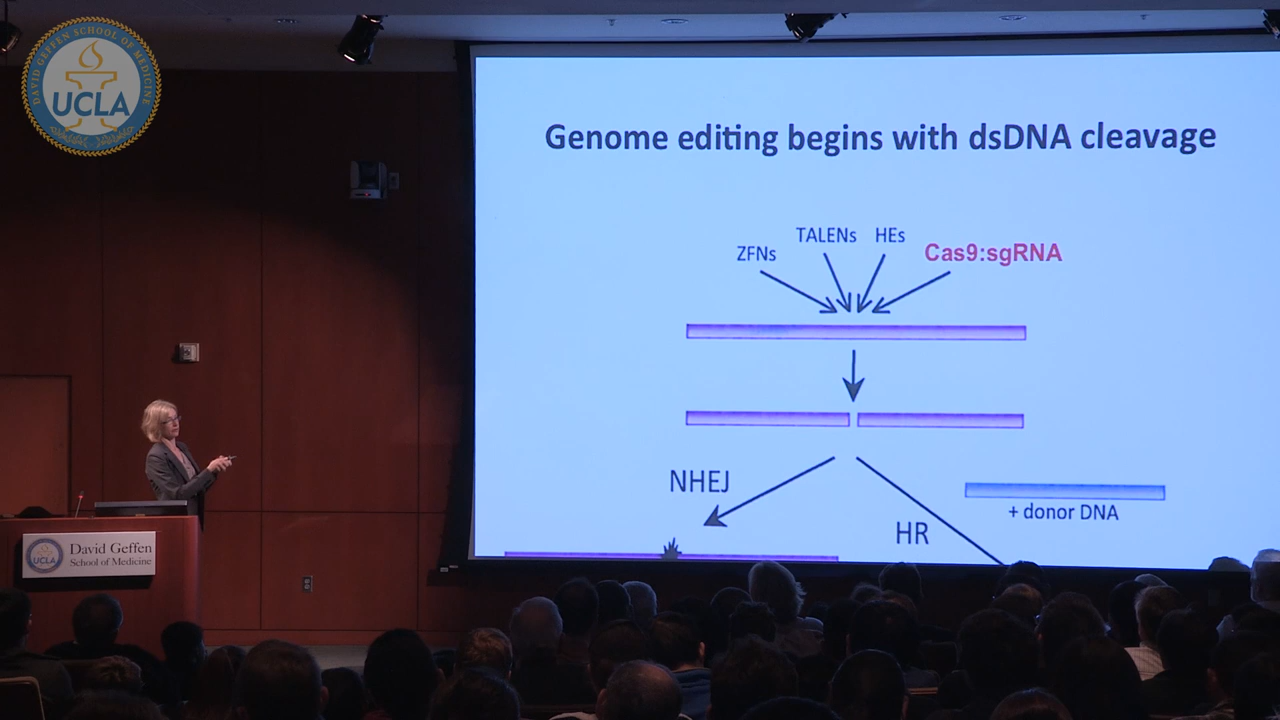 DAVID GEFFEN SCHOOL OF MEDICINE
UCLA
Genome editing begins with dsDNA cleavage
TALENs HEs
ZFNs
Cas9:sgRNA
NHEJ
+ donor DNA
HR
UCLA
David Geffen
School of Medicine